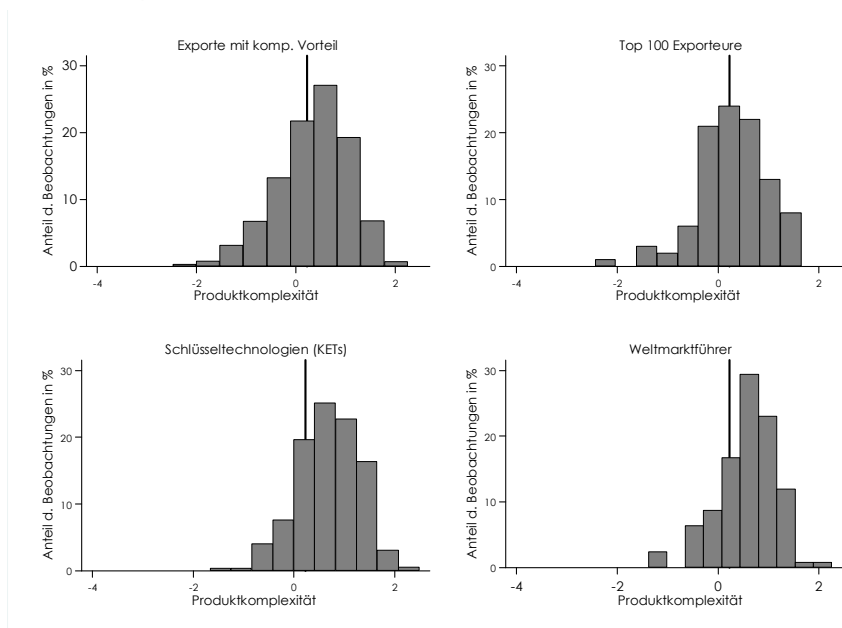 Exporte mit komp. Vorteil
Anteil d. Beobachtungen in %
30
20
10
0
-4
-2
0
2
Produktkomplexität
Top 100 Exporteure
Anteil d. Beobachtungen in %
30
20
10
0
-4
-2
0
2
Produktkomplexität
Schlüsseltechnologien (KETs)
Anteil d. Beobachtungen in %
30
20
10
0
-4
-2
0
2
Produktkomplexität
Weltmarktführer
Anteil d. Beobachtungen in %
30
20
10
0
-4
-2
0
2
Produktkomplexität